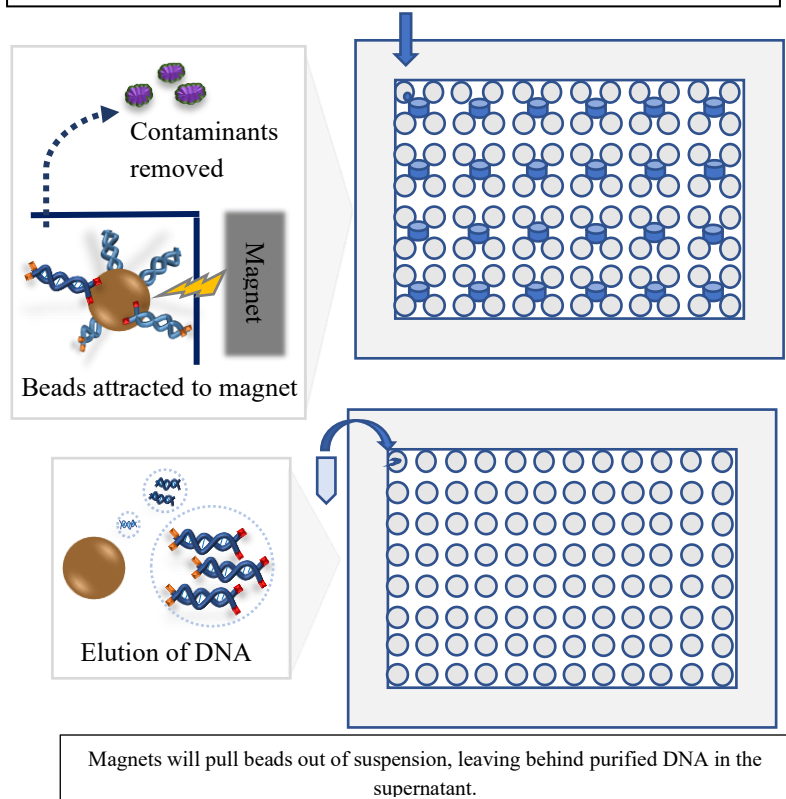 Contaminants
removed
Magnet
Beads attracted to magnet
Elution of DNA
Magnets will pull beads out of suspension, leaving behind purified DNA in the
supernatant.